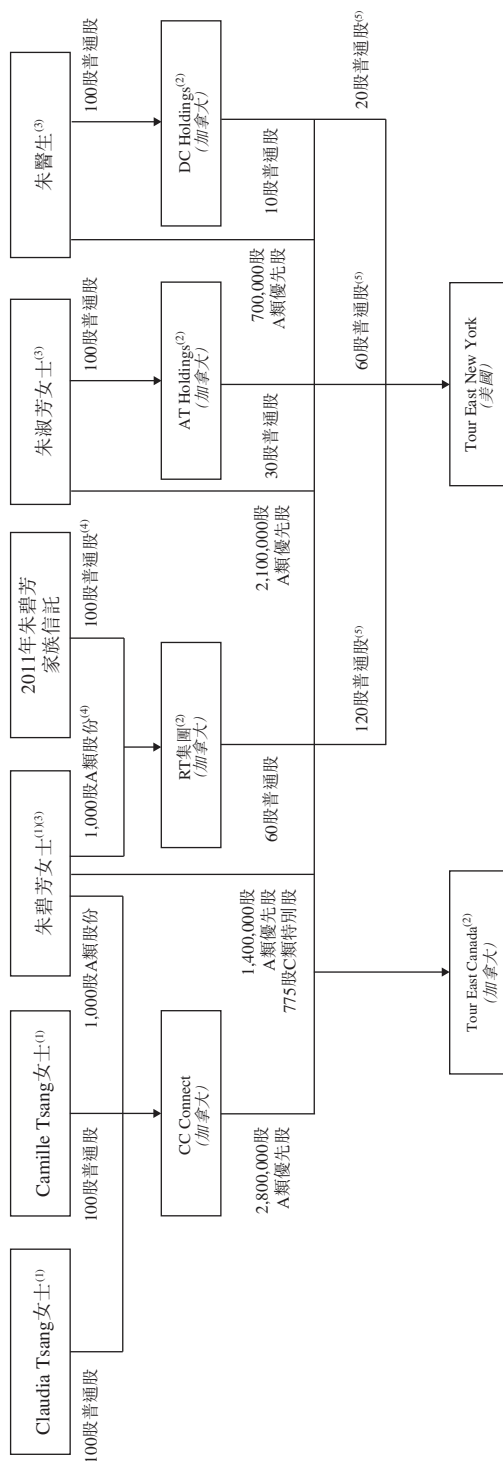 Claudia Tsang女士(1)
Camille Tsang女士(1)
朱碧芳女士(1)(3)
2011年朱碧芳
家族信託
朱淑芳女士(3)
朱醫生(3)
100股普通股
100股普通股
1,000股A類股份
1,000股A類股份(4)
100股普通股(4)
100股普通股
100股普通股
CC Connect
(加拿大)
RT集團(2)
(加拿大)
AT Holdings(2)
(加拿大)
DC Holdings(2)
(加拿大)
2,800,000股
A類優先股
1,400,000股
A類優先股
775股C類特別股
60股普通股
2,100,000股
A類優先股
30股普通股
700,000股
A類優先股
10股普通股
120股普通股(5)
60股普通股(5)
20股普通股(5)
Tour East Canada(2)
(加拿大)
Tour East New York
(美國)